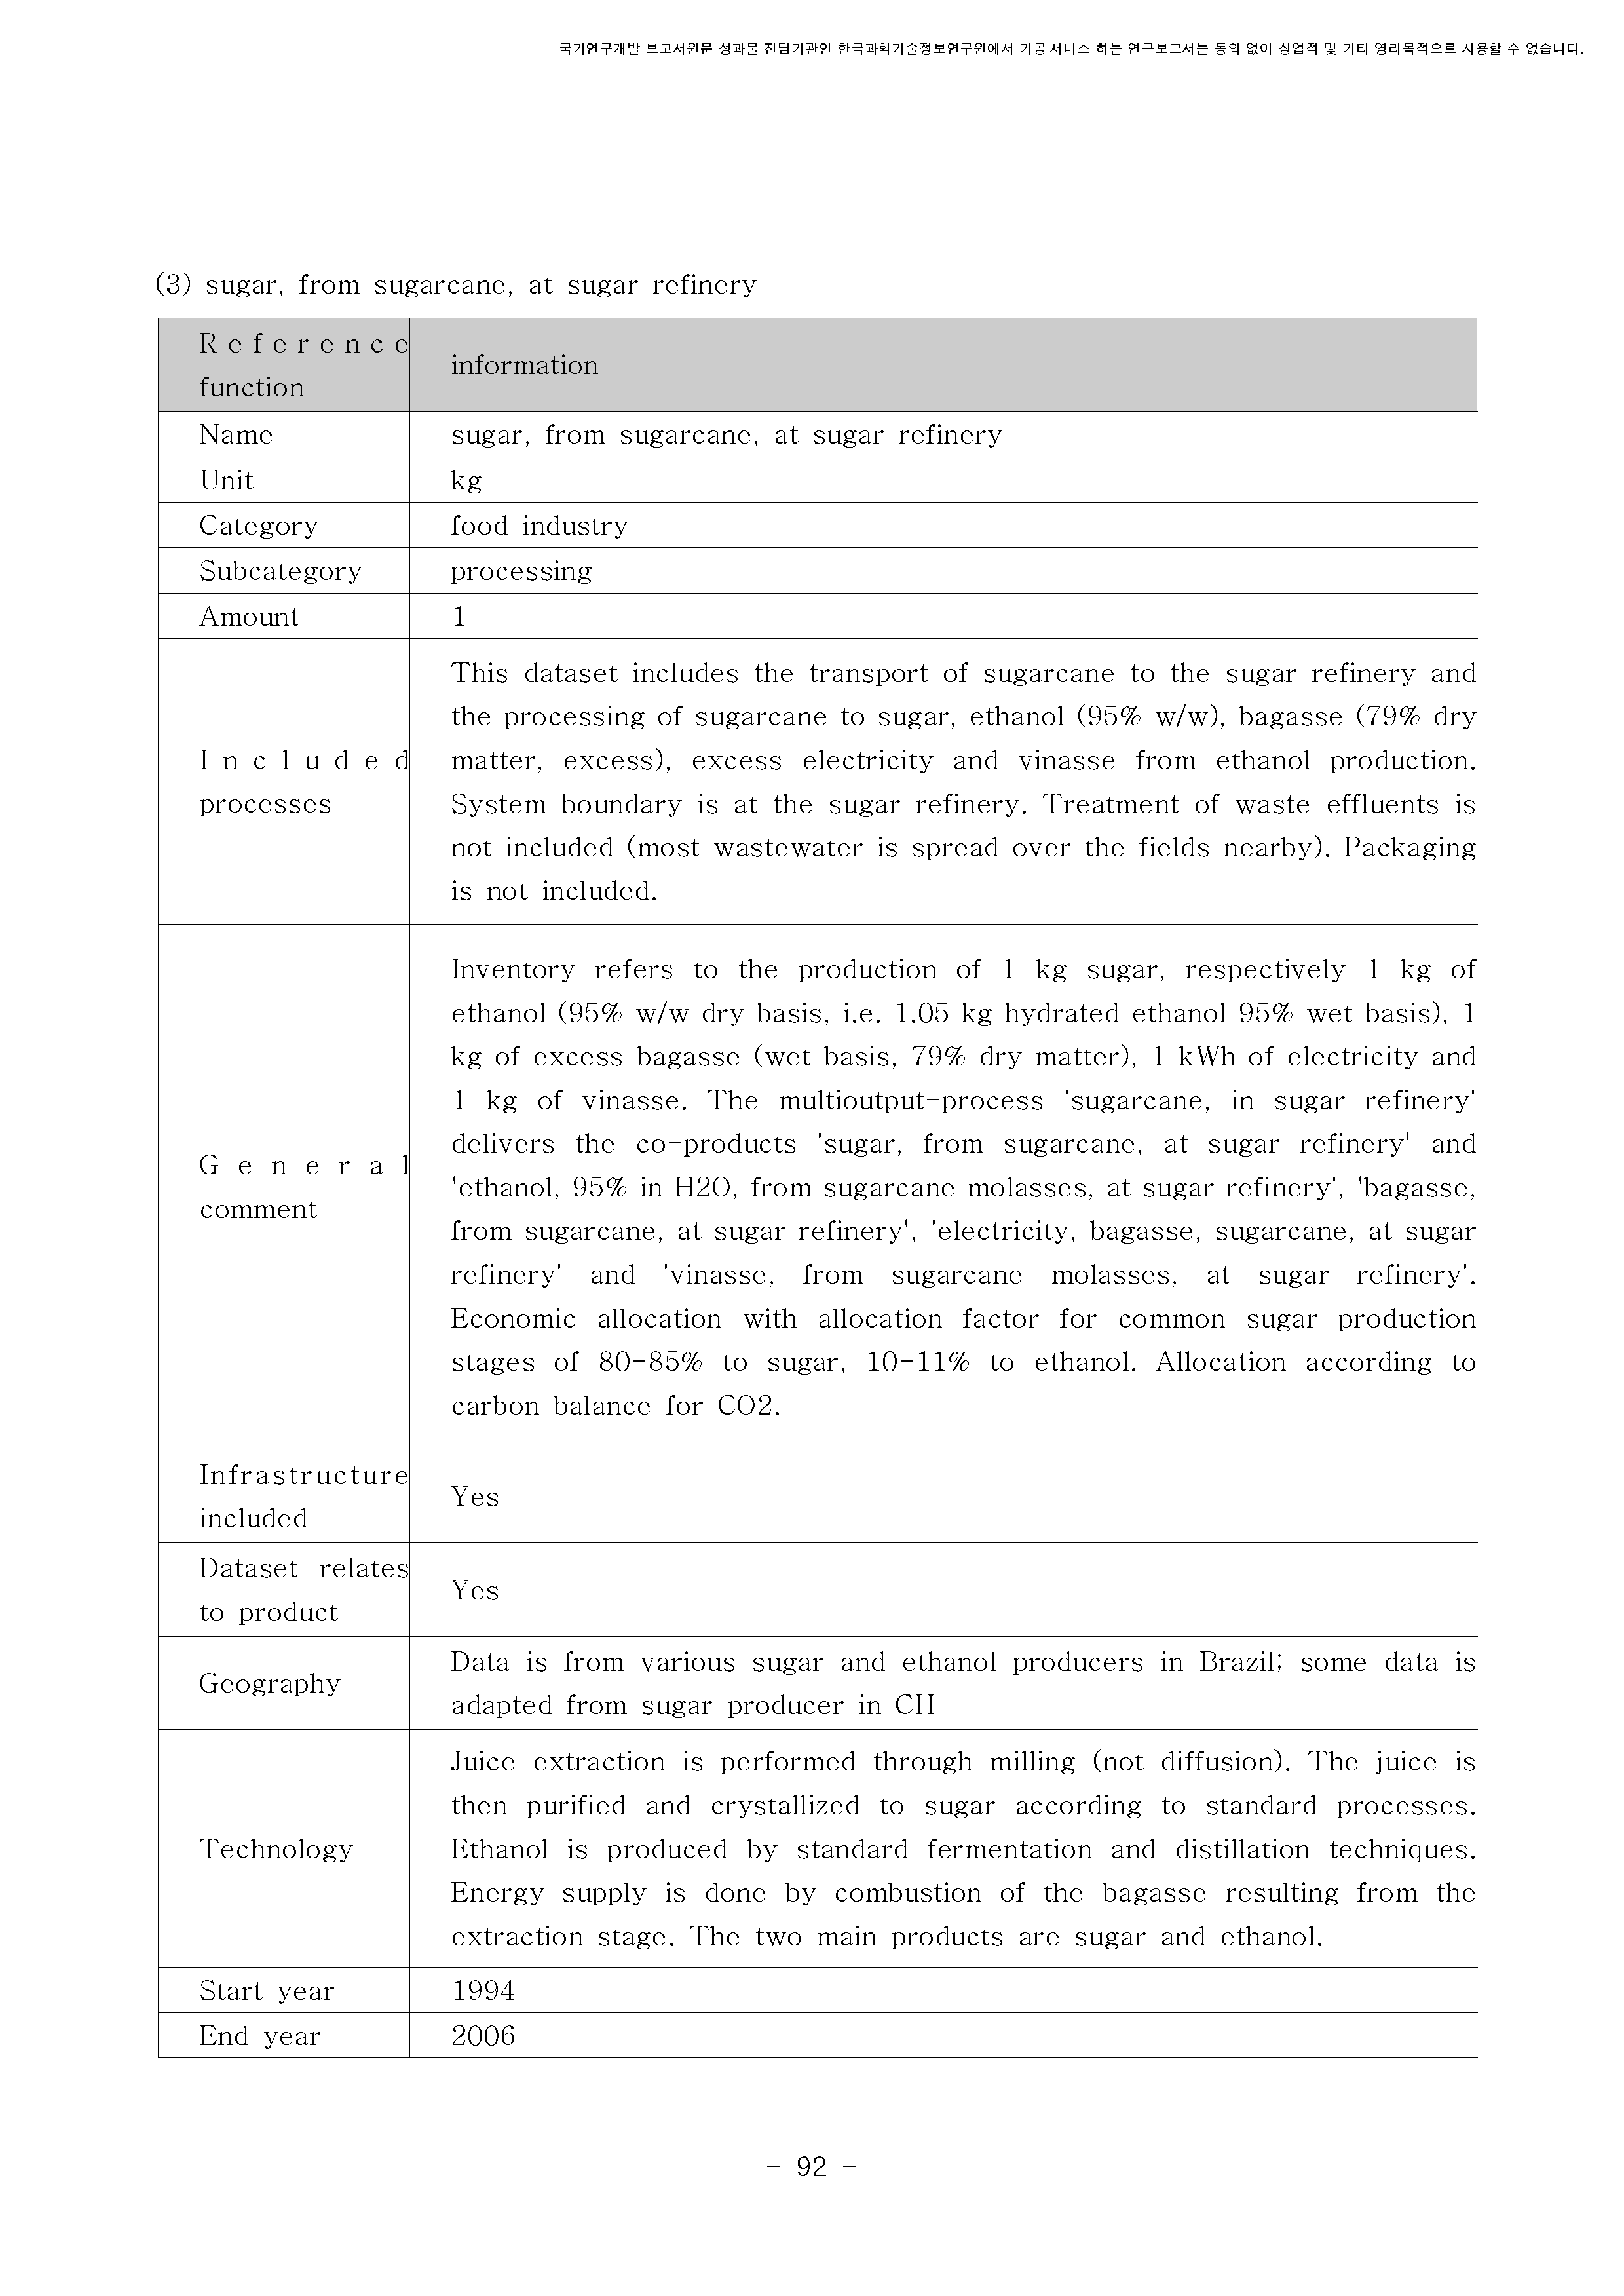 국가연구개발 보고서원문 성과물 전담기관인 한국과학기술정보연구원에서 가공·서비스 하는 연구보고서는 동의 없이 상업적 및 기타 영리목적으로 사용할 수 없습니다.
(3) sugar, from sugarcane, at sugar refinery
Reference
function
information
Name
sugar, from sugarcane, at sugar refinery
Unit
kg
Category
food industry
Subcategory
processing
Amount
1
Included
processes
This dataset includes the transport of sugarcane to the sugar refinery and
the processing of sugarcane to sugar, ethanol (95% w/w), bagasse (79% dry
matter, excess), excess electricity and vinasse from ethanol production.
System boundary is at the sugar refinery. Treatment of waste effluents is
not included (most wastewater is spread over the fields nearby). Packaging
is not included.
General
comment
Inventory refers to the production of 1 kg sugar, respectively 1 kg of
ethanol (95% w/w dry basis, i.e. 1.05 kg hydrated ethanol 95% wet basis), 1
kg of excess bagasse (wet basis, 79% dry matter), 1 kWh of electricity and
1 kg of vinasse. The multioutput-process 'sugarcane, in sugar refinery'
delivers the co-products 'sugar, from sugarcane, at sugar refinery' and
'ethanol, 95% in H2O, from sugarcane molasses, at sugar refinery', 'bagasse,
from sugarcane, at sugar refinery', 'electricity, bagasse, sugarcane, at sugar
refinery' and 'vinasse, from sugarcane molasses, at sugar refinery'.
Economic allocation with allocation factor for common sugar production
stages of 80-85% to sugar, 10-11% to ethanol. Allocation according to
carbon balance for CO2.
Infrastructure
included
Yes
Dataset relates
to product
Yes
Geography
Data is from various sugar and ethanol producers in Brazil; some data is
adapted from sugar producer in CH
Technology
Juice extraction is performed through milling (not diffusion). The juice is
then purified and crystallized to sugar according to standard processes.
Ethanol is produced by standard fermentation and distillation techniques.
Energy supply is done by combustion of the bagasse resulting from the
extraction stage. The two main products are sugar and ethanol.
Start year
1994
End year
2006
- 92 -